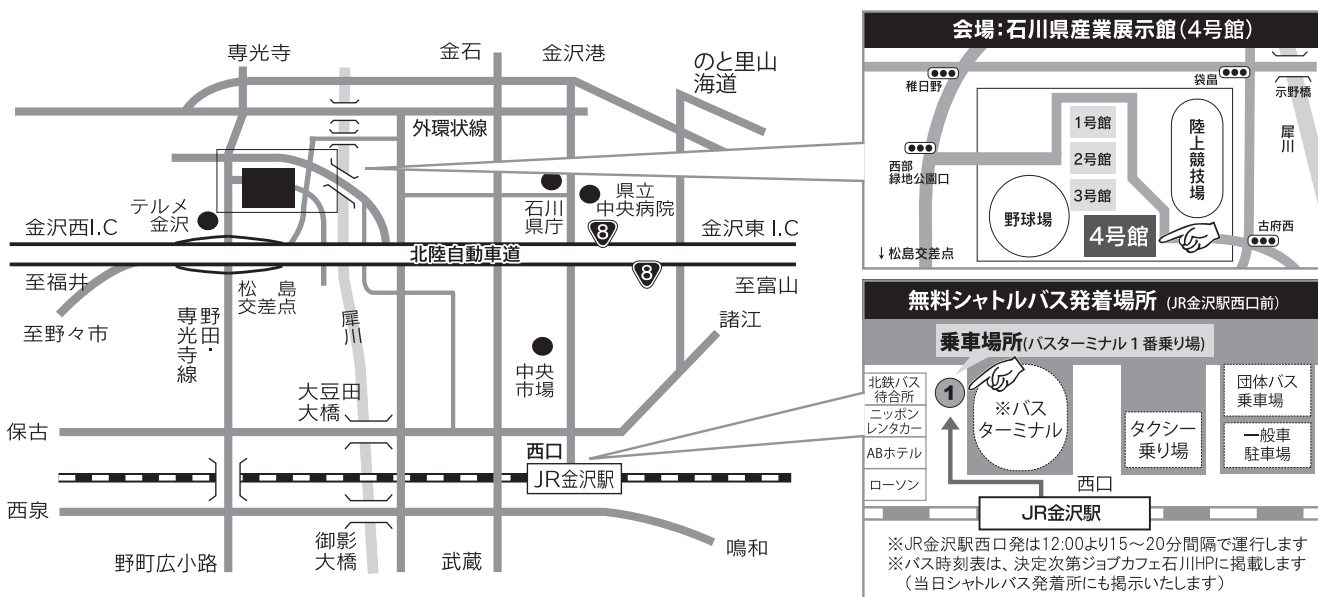 専光寺
金石
金沢港
のと里山
海道
外環状線
テルメ
金沢
石川
県庁
県立
中央病院
金沢西I.C
金沢東I.C
8
北陸自動車道
8
至福井
至富山
松島
交差点
至野々市
野田・
専光寺線
犀川
諸江
中央
市場
大豆田
大橋
保古
西口
JR金沢駅
西泉
野町広小路
御影
大橋
武蔵
鳴和
会場:石川県産業展示館(4号館)
稚日野
袋畠
示野橋
犀川
1号館
2号館
3号館
4号館
陸上競技場
西部
緑地公園口
野球場
古府西
↓松島交差点
無料シャトルバス発着場所 (JR金沢駅西口前)
乗車場所(バスターミナル1番乗り場)
北鉄バス
待合所
ニッポン
レンタカー
ABホテル
ローソン
1
※バス
ターミナル
タクシー
乗り場
団体バス
乗車場
一般車
駐車場
西口
JR金沢駅
※JR金沢駅西口発は12:00より15~20分間隔で運行します
※バス時刻表は、決定次第ジョブカフェ石川HPに掲載します
(当日シャトルバス発着所にも掲示いたします)